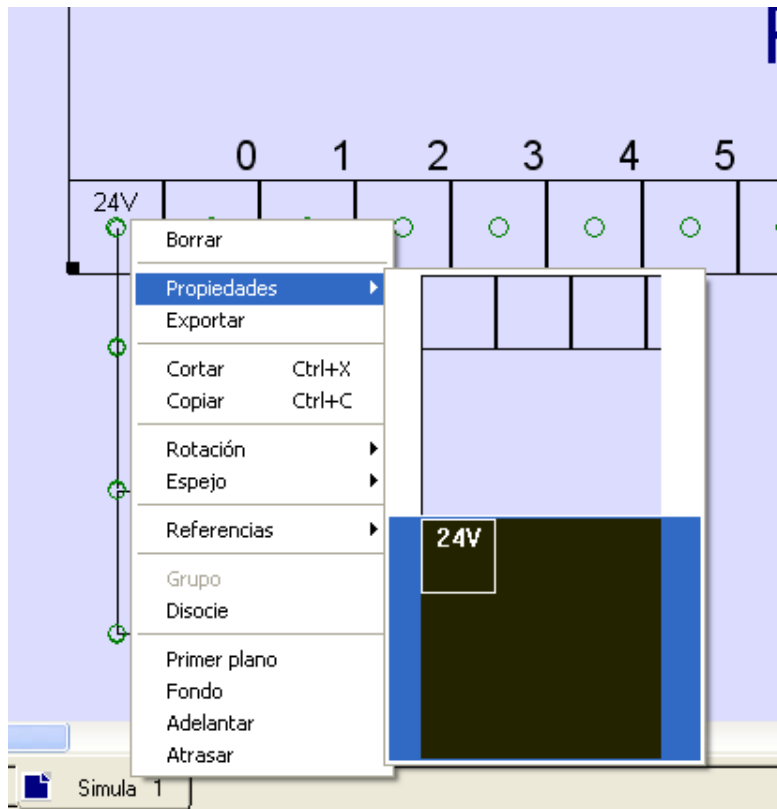 0 1 2 3 4 5
24V
Borrar
Propiedades
Exportar
Cortar Ctrl+X
Copiar Ctrl+C
Rotación
Espejo
Referencias
24V
Grupo
Disocie
Primer plano
Fondo
Adelantar
Atrasar
Simula 1